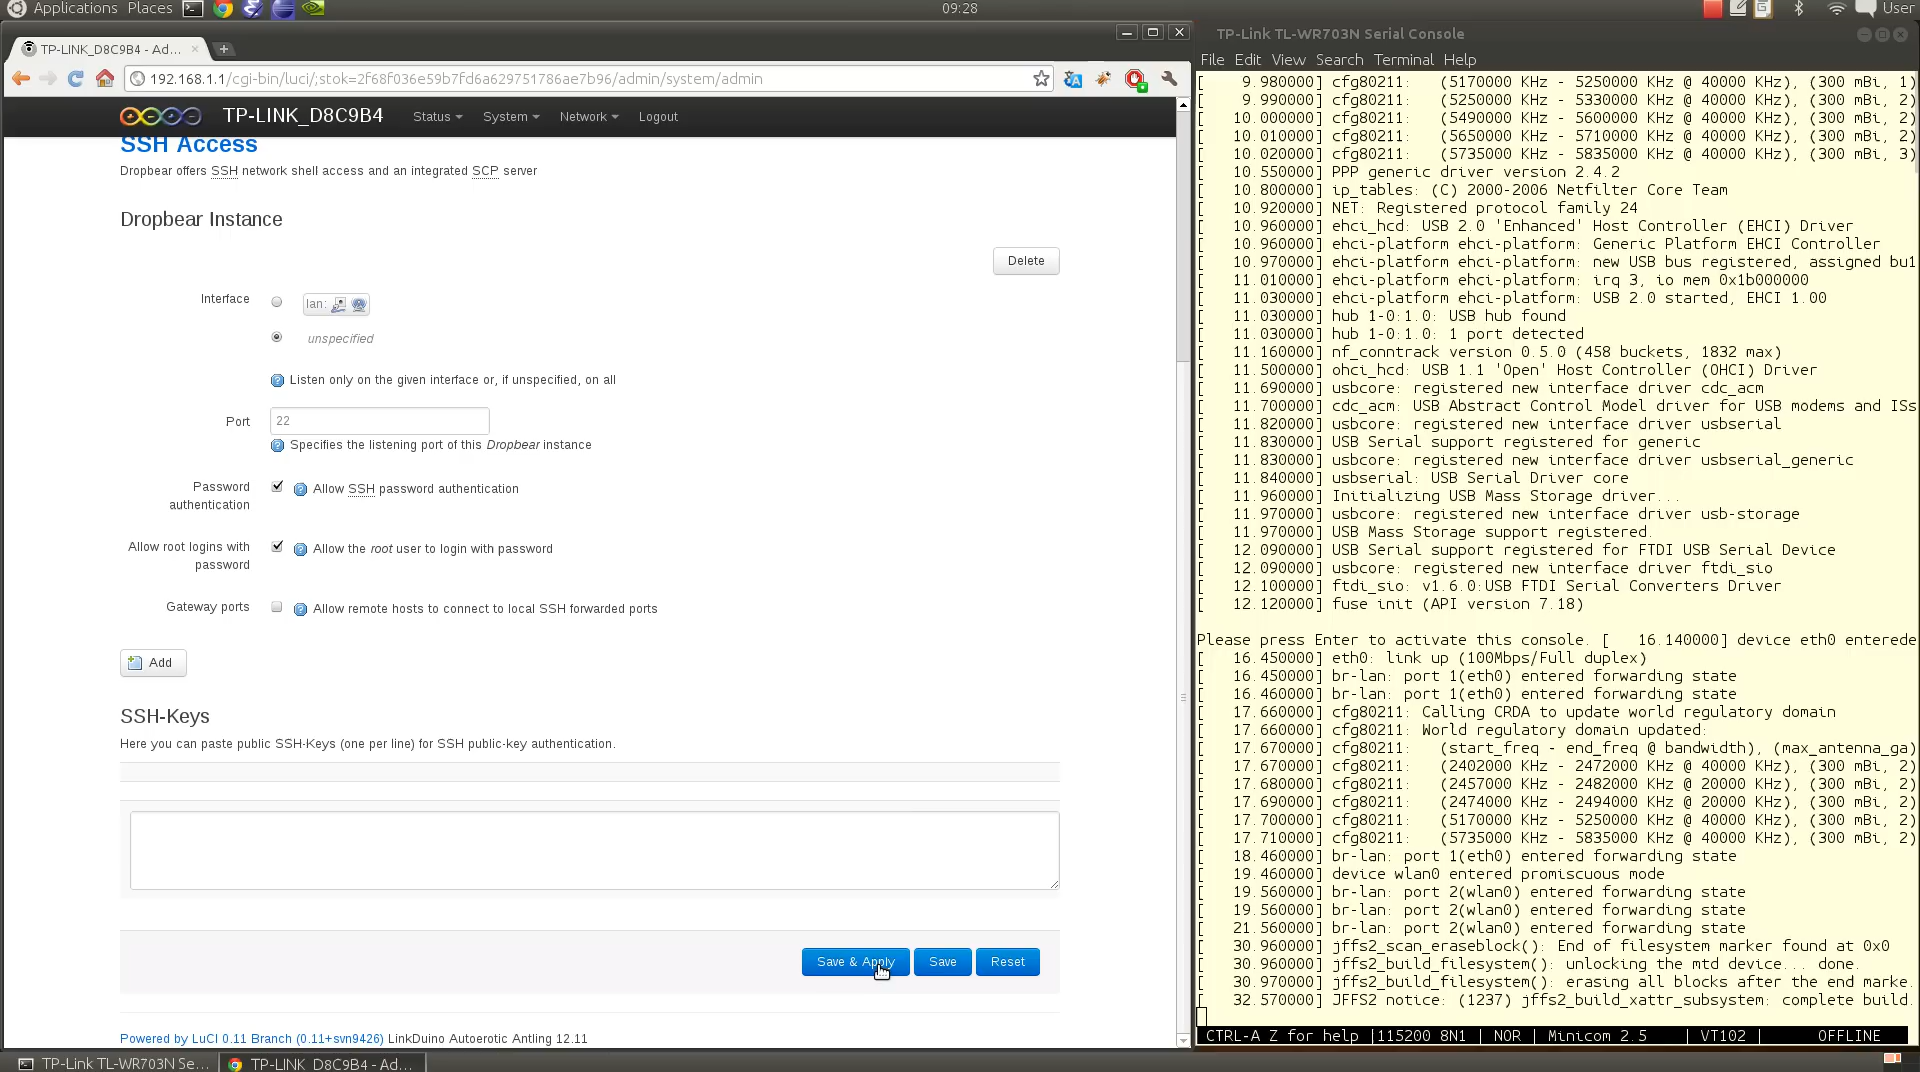 Applications Places
09:28
User
TP-LINK_D8C9B4 - Ad...
192.168.1.1/cgi-bin/luci/;stok=2f68f036e59b7fd6a629751786ae7b96/admin/system/admin
TP-LINK_D8C9B4 Status System Network Logout
SSH Access
Dropbear offers SSH network shell access and an integrated SCP server
Dropbear Instance
Delete
Interface
lan:
unspecified
Listen only on the given interface or, if unspecified, on all
Port
22
Specifies the listening port of this Dropbear instance
Password authentication
Allow SSH password authentication
Allow root logins with password
Allow the root user to login with password
Gateway ports
Allow remote hosts to connect to local SSH forwarded ports
Add
SSH-Keys
Here you can paste public SSH-Keys (one per line) for SSH public-key authentication.
Save & Apply Save Reset
Powered by LuCI 0.11 Branch (0.11+svn9426) LinkDuino Autoerotic Antling 12.11
TP-Link TL-WR703N Serial Console
File Edit View Search Terminal Help
[    9.980000] cfg80211:   (5170000 KHz - 5250000 KHz @ 40000 KHz), (300 mBi, 1)
[    9.990000] cfg80211:   (5250000 KHz - 5330000 KHz @ 40000 KHz), (300 mBi, 2)
[   10.000000] cfg80211:   (5490000 KHz - 5600000 KHz @ 40000 KHz), (300 mBi, 2)
[   10.010000] cfg80211:   (5650000 KHz - 5710000 KHz @ 40000 KHz), (300 mBi, 2)
[   10.020000] cfg80211:   (5735000 KHz - 5835000 KHz @ 40000 KHz), (300 mBi, 3)
[   10.550000] PPP generic driver version 2.4.2
[   10.800000] ip_tables: (C) 2000-2006 Netfilter Core Team
[   10.920000] NET: Registered protocol family 24
[   10.960000] ehci_hcd: USB 2.0 'Enhanced' Host Controller (EHCI) Driver
[   10.960000] ehci-platform ehci-platform: Generic Platform EHCI Controller
[   10.970000] ehci-platform ehci-platform: new USB bus registered, assigned bu1
[   11.010000] ehci-platform ehci-platform: irq 3, io mem 0x1b000000
[   11.030000] ehci-platform ehci-platform: USB 2.0 started, EHCI 1.00
[   11.030000] hub 1-0:1.0: USB hub found
[   11.030000] hub 1-0:1.0: 1 port detected
[   11.160000] nf_conntrack version 0.5.0 (458 buckets, 1832 max)
[   11.500000] ohci_hcd: USB 1.1 'Open' Host Controller (OHCI) Driver
[   11.690000] usbcore: registered new interface driver cdc_acm
[   11.700000] cdc_acm: USB Abstract Control Model driver for USB modems and ISs
[   11.820000] usbcore: registered new interface driver usbserial
[   11.830000] USB Serial support registered for generic
[   11.830000] usbcore: registered new interface driver usbserial_generic
[   11.840000] usbserial: USB Serial Driver core
[   11.960000] Initializing USB Mass Storage driver...
[   11.970000] usbcore: registered new interface driver usb-storage
[   11.970000] USB Mass Storage support registered.
[   12.090000] USB Serial support registered for FTDI USB Serial Device
[   12.090000] usbcore: registered new interface driver ftdi_sio
[   12.100000] ftdi_sio: v1.6.0:USB FTDI Serial Converters Driver
[   12.120000] fuse init (API version 7.18)
Please press Enter to activate this console. [   16.140000] device eth0 enterede
[   16.450000] eth0: link up (100Mbps/Full duplex)
[   16.450000] br-lan: port 1(eth0) entered forwarding state
[   16.460000] br-lan: port 1(eth0) entered forwarding state
[   17.660000] cfg80211: Calling CRDA to update world regulatory domain
[   17.660000] cfg80211: World regulatory domain updated:
[   17.670000] cfg80211:   (start_freq - end_freq @ bandwidth), (max_antenna_ga)
[   17.670000] cfg80211:   (2402000 KHz - 2472000 KHz @ 40000 KHz), (300 mBi, 2)
[   17.680000] cfg80211:   (2457000 KHz - 2482000 KHz @ 20000 KHz), (300 mBi, 2)
[   17.690000] cfg80211:   (2474000 KHz - 2494000 KHz @ 20000 KHz), (300 mBi, 2)
[   17.700000] cfg80211:   (5170000 KHz - 5250000 KHz @ 40000 KHz), (300 mBi, 2)
[   17.710000] cfg80211:   (5735000 KHz - 5835000 KHz @ 40000 KHz), (300 mBi, 2)
[   18.460000] br-lan: port 1(eth0) entered forwarding state
[   19.460000] device wlan0 entered promiscuous mode
[   19.560000] br-lan: port 2(wlan0) entered forwarding state
[   19.560000] br-lan: port 2(wlan0) entered forwarding state
[   21.560000] br-lan: port 2(wlan0) entered forwarding state
[   30.960000] jffs2_scan_eraseblock(): End of filesystem marker found at 0x0
[   30.960000] jffs2_build_filesystem(): unlocking the mtd device... done.
[   30.970000] jffs2_build_filesystem(): erasing all blocks after the end marke.
[   32.570000] JFFS2 notice: (1237) jffs2_build_xattr_subsystem: complete build.
CTRL-A Z for help |115200 8N1 | NOR | Minicom 2.5 | VT102 | OFFLINE
TP-Link TL-WR703N Se...
TP-LINK_D8C9B4 - Ad...